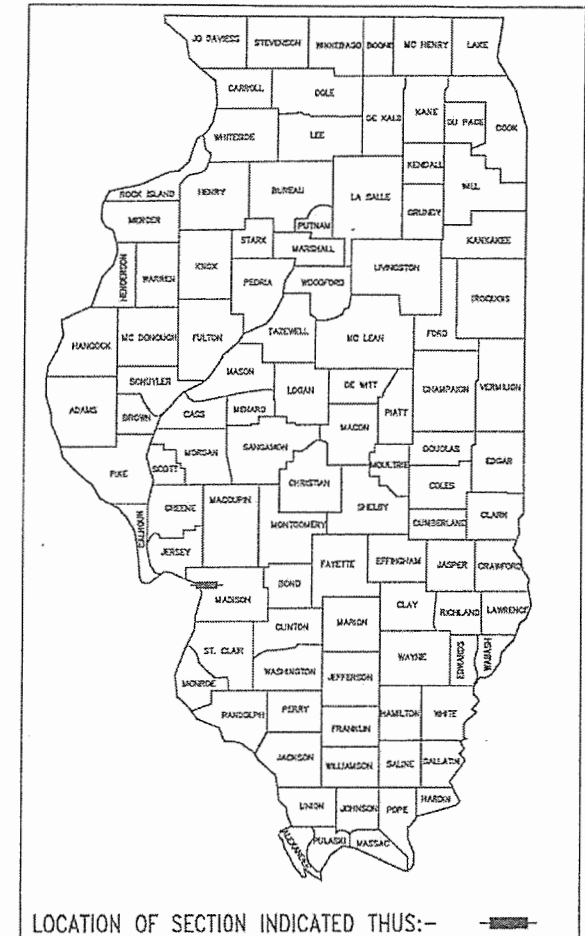 JO DAVIESS STEVENSON WINNEBAGO BOONE MC HENRY LAKE
CARROLL OGLE DE KALB KANE DU PAGE COOK
WHITESIDE LEE
KENDALL WILL
ROCK ISLAND HENRY BUREAU LA SALLE GRUNDY
MERCER PUTNAM
STARK MARSHALL KANKAKEE
HENDERSON WARREN KNOX PEORIA WOODFORD LIVINGSTON IROQUOIS
HANCOCK MC DONOUGH FULTON TAZEWELL MC LEAN FORD
MASON
SCHUYLER LOGAN DE WITT CHAMPAIGN VERMILION
ADAMS BROWN CASS MENARD MACON PIATT
MORGAN SANGAMON DOUGLAS EDGAR
PIKE SCOTT MOULTRIE COLES
CHRISTIAN
CALHOUN GREENE MACOUPIN SHELBY CUMBERLAND CLARK
MONTGOMERY
JERSEY FAYETTE EFFINGHAM JASPER CRAWFORD
MADISON BOND CLAY RICHLAND LAWRENCE
CLINTON MARION
ST. CLAIR WAYNE EDWARDS WABASH
WASHINGTON JEFFERSON
MONROE
RANDOLPH PERRY HAMILTON WHITE
FRANKLIN
JACKSON WILLIAMSON SALINE GALLATIN
UNION JOHNSON POPE HARDIN
ALEXANDER PULASKI MASSAC
LOCATION OF SECTION INDICATED THUS:-